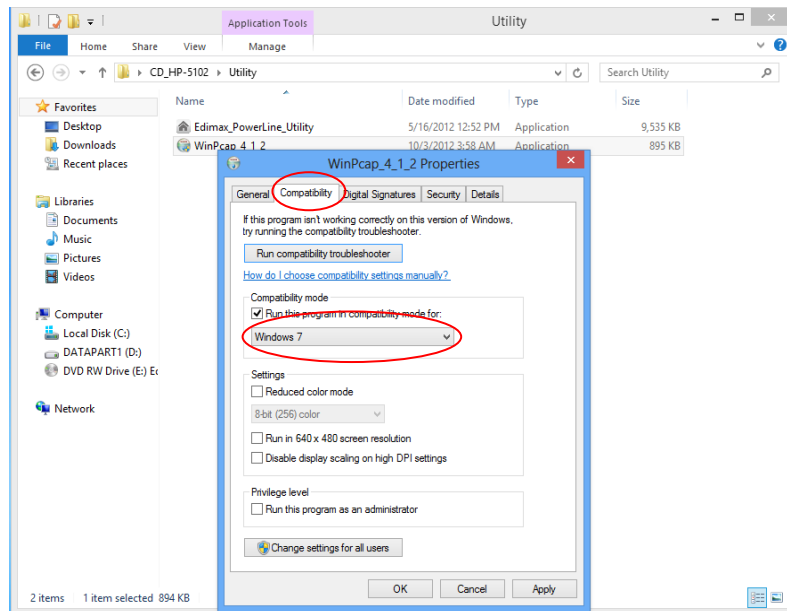 Application Tools
Utility
File Home Share View Manage
CD_HP-5102 Utility
Search Utility
Favorites
Desktop
Downloads
Recent places
Libraries
Documents
Music
Pictures
Videos
Computer
Local Disk (C:)
DATAPART1 (D:)
DVD RW Drive (E:) Ec
Network
Name Date modified Type Size
Edimax_PowerLine_Utility 5/16/2012 12:52 PM Application 9,535 KB
WinPcap_4_1_2 10/3/2012 3:58 AM Application 895 KB
WinPcap_4_1_2 Properties
General Compatibility Digital Signatures Security Details
If this program isn't working correctly on this version of Windows,
try running the compatibility troubleshooter.
Run compatibility troubleshooter
How do I choose compatibility settings manually?
Compatibility mode
Run this program in compatibility mode for:
Windows 7
Settings
Reduced color mode
8-bit (256) color
Run in 640 x 480 screen resolution
Disable display scaling on high DPI settings
Privilege level
Run this program as an administrator
Change settings for all users
OK Cancel Apply
2 items 1 item selected 894 KB